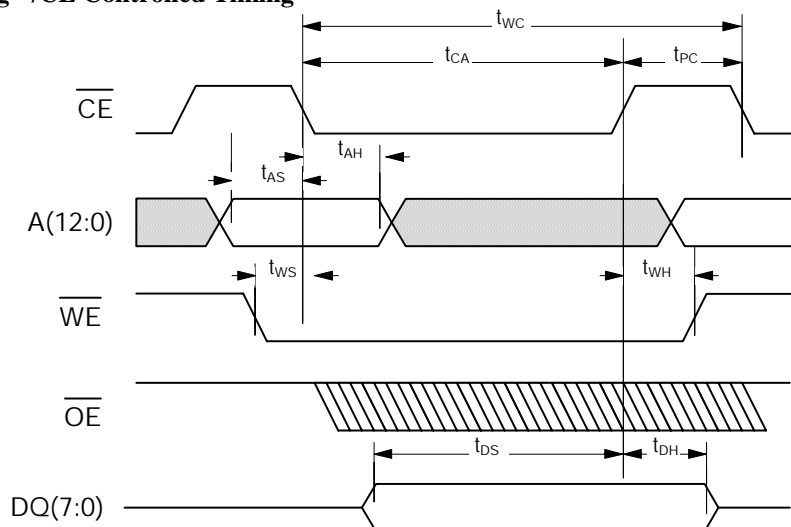 /CE Controlled Timing
tWC
tCA tPC
CE
tAH
tAS
A(12:0)
tWS tWH
WE
OE
tDS tDH
DQ(7:0)